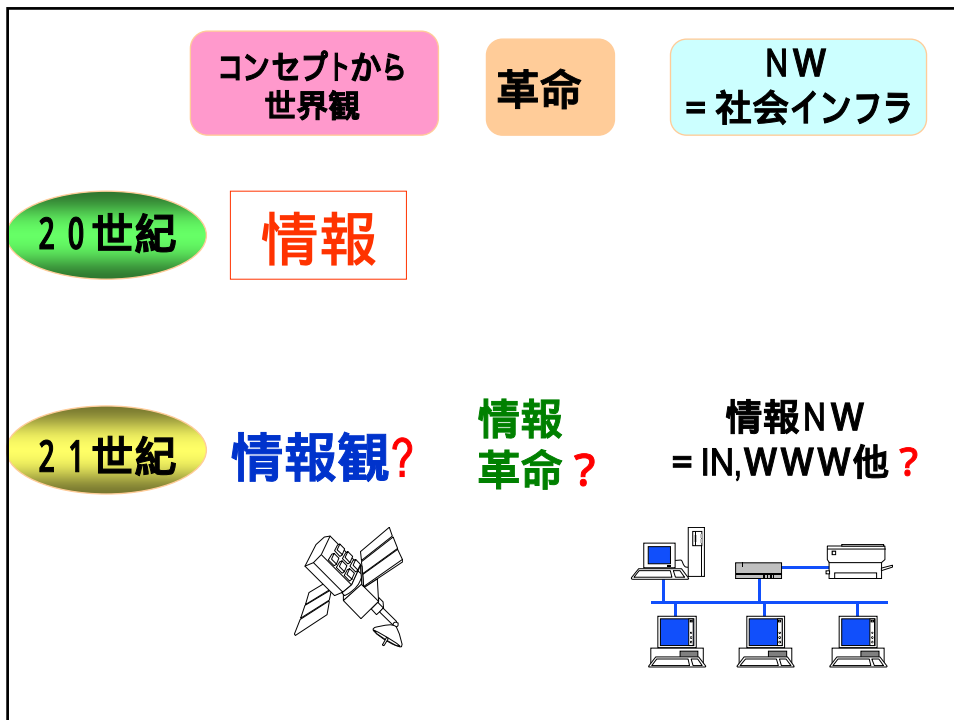 コンセプトから
世界観
革命
ＮＷ
＝社会インフラ
２０世紀
情報
２１世紀
情報観?
情報
革命？
情報ＮＷ
＝IN,ＷＷＷ他？